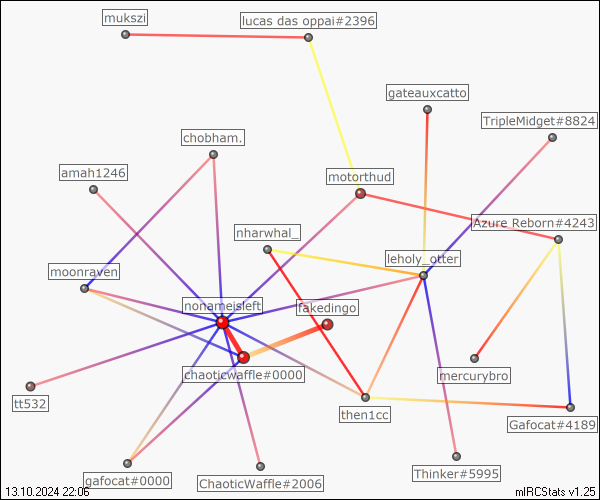 mukszi
lucas das oppai#2396
gateauxcatto
TripleMidget#8824
chobham.
amah1246
motorthud
Azure Reborn#4243
nharwhal_
leholy_otter
moonraven
nonameisleft
fakedingo
chaoticwaffle#0000
mercurybro
tt532
then1cc
Gafocat#4189
gafocat#0000
ChaoticWaffle#2006
Thinker#5995
13.10.2024 22:06
mIRCStats v1.25